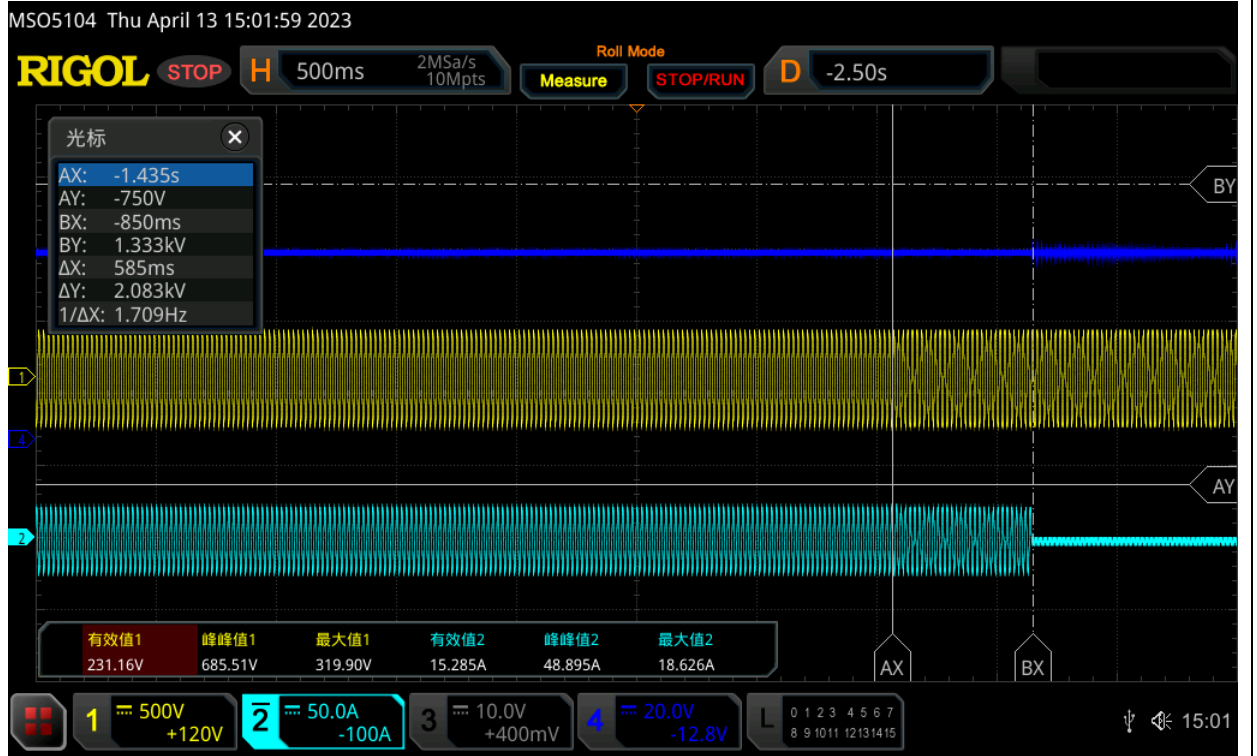 MSO5104 Thu April 13 15:01:59 2023
RIGOL STOP H 500ms 2MSa/s 10Mpts Roll Mode Measure STOP/RUN D -2.50s
光标
AX: -1.435s
AY: -750V
BX: -850ms
BY: 1.333kV
ΔX: 585ms
ΔY: 2.083kV
1/ΔX: 1.709Hz
BY
1
4
AY
2
有效值1 峰峰值1 最大值1 有效值2 峰峰值2 最大值2
231.16V 685.51V 319.90V 15.285A 48.895A 18.626A
AX BX
1 500V +120V
2 50.0A -100A
3 10.0V +400mV
4 20.0V -12.8V
L 0 1 2 3 4 5 6 7
8 9 10 11 12 13 14 15
15:01